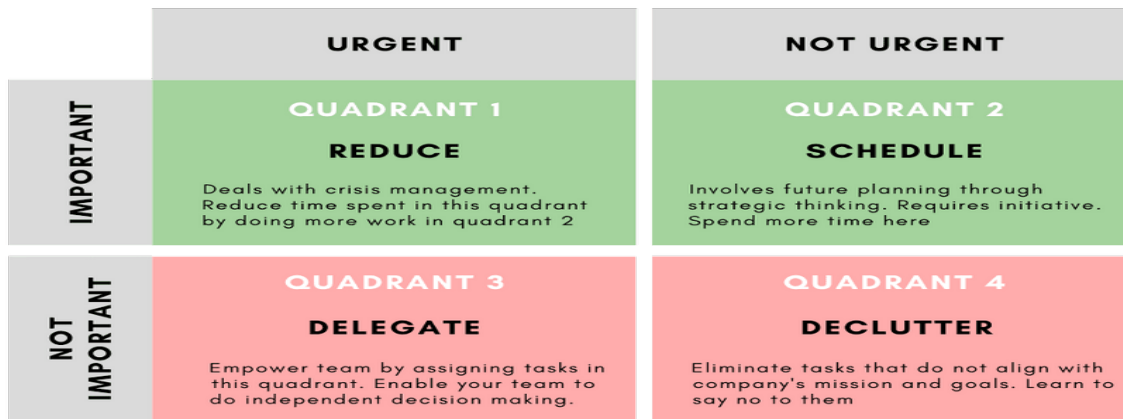 URGENT
NOT URGENT
IMPORTANT
QUADRANT 1
REDUCE
Deals with crisis management.
Reduce time spent in this quadrant
by doing more work in quadrant 2
QUADRANT 2
SCHEDULE
Involves future planning through
strategic thinking. Requires initiative.
Spend more time here
NOT
IMPORTANT
QUADRANT 3
DELEGATE
Empower team by assigning tasks in
this quadrant. Enable your team to
do independent decision making.
QUADRANT 4
DECLUTTER
Eliminate tasks that do not align with
company's mission and goals. Learn to
say no to them